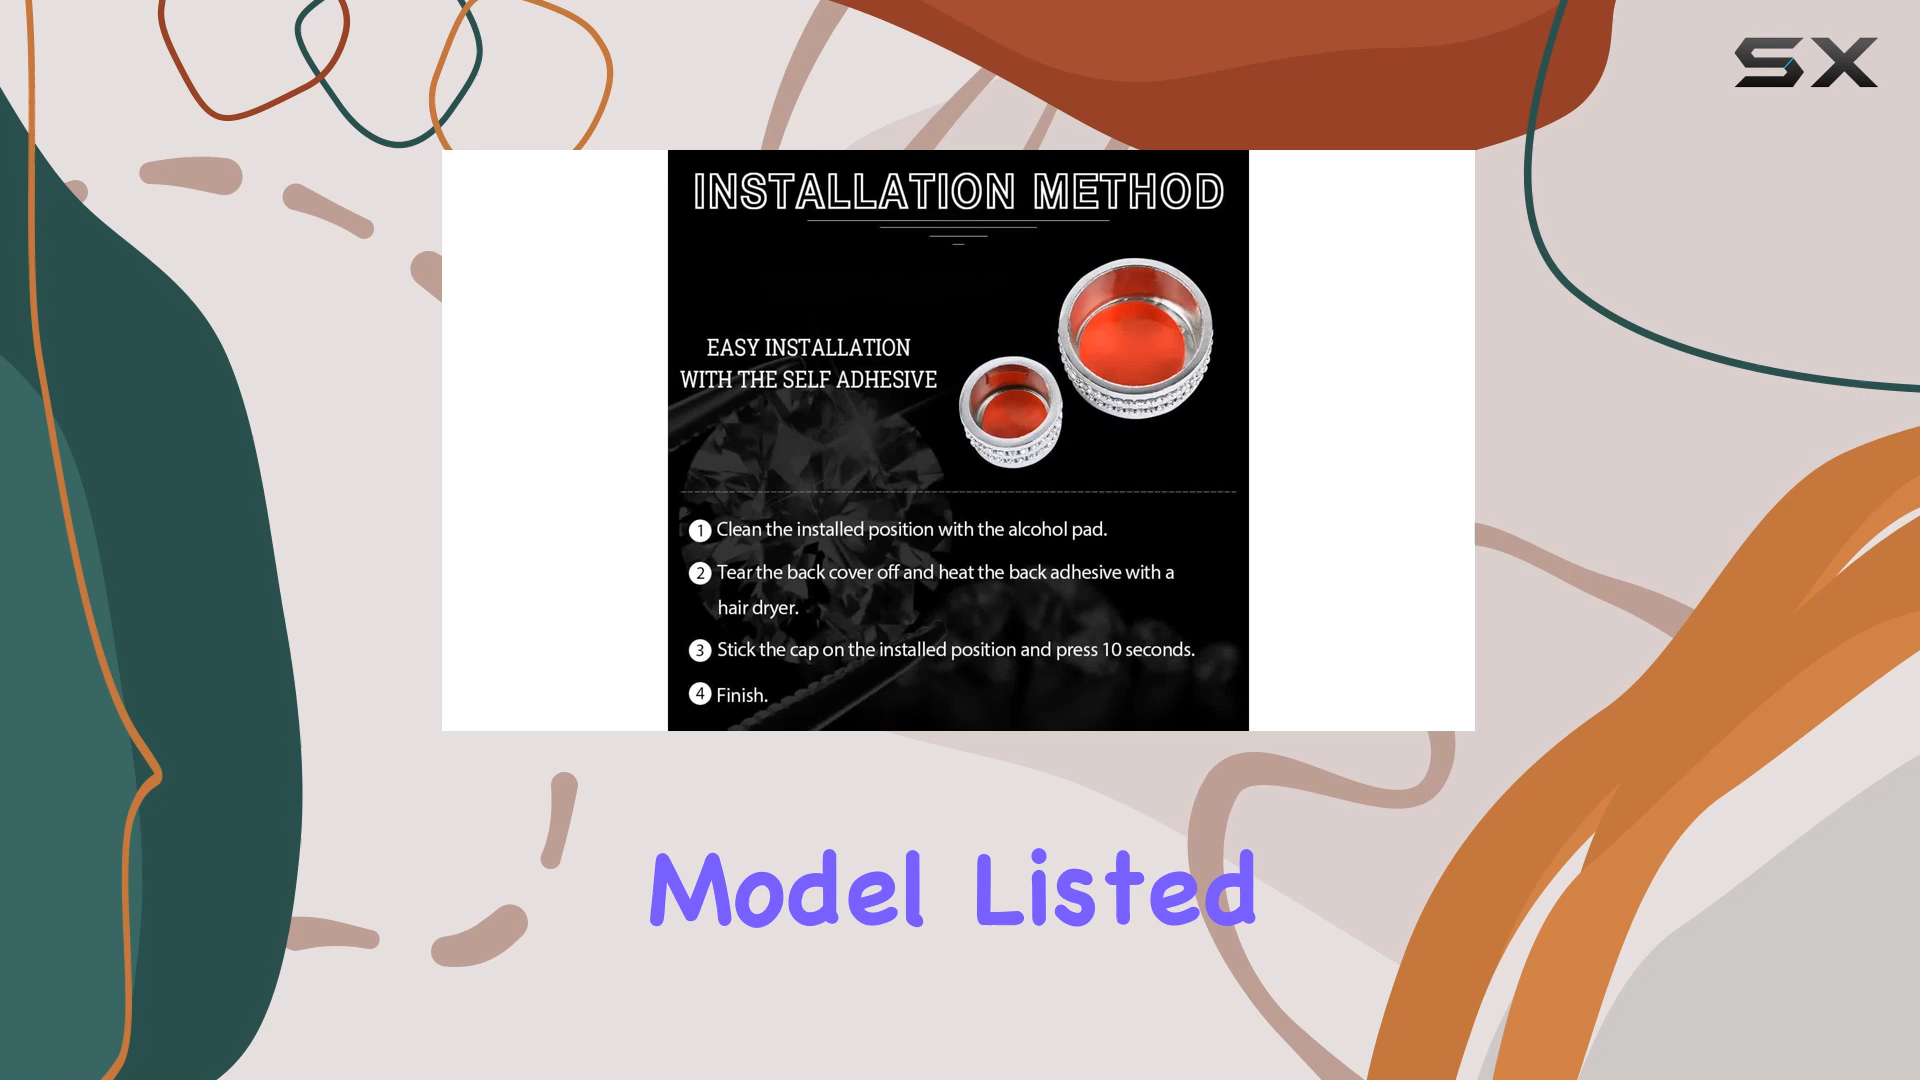 SX
INSTALLATION METHOD
EASY INSTALLATION
WITH THE SELF ADHESIVE
1 Clean the installed position with the alcohol pad.
2 Tear the back cover off and heat the back adhesive with a
hair dryer.
3 Stick the cap on the installed position and press 10 seconds.
4 Finish.
Model Listed